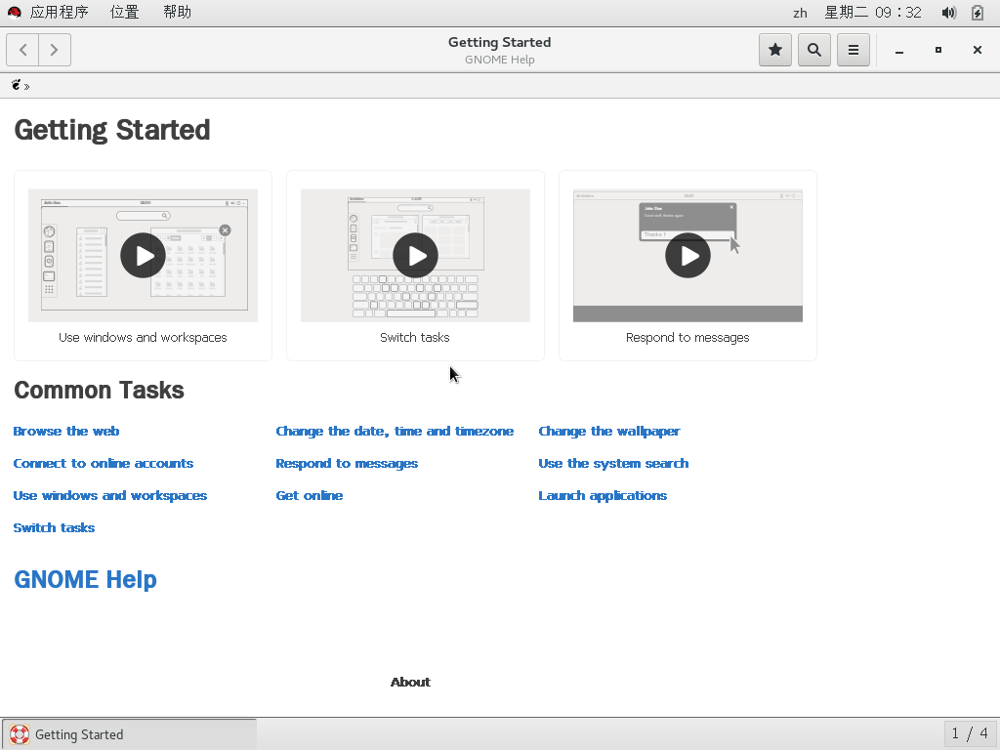 应用程序 位置 帮助 zh 星期二 09：32
Getting Started
GNOME Help
»
Getting Started
John Doe
Thanks !
Use windows and workspaces
Switch tasks
Respond to messages
Common Tasks
Browse the web
Change the date, time and timezone
Change the wallpaper
Connect to online accounts
Respond to messages
Use the system search
Use windows and workspaces
Get online
Launch applications
Switch tasks
GNOME Help
About
Getting Started
1 / 4